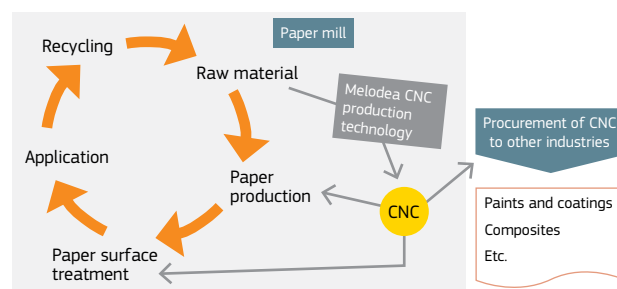 Paper mill
Recycling
Raw material
Melodea CNC
production
technology
Procurement of CNC
to other industries
Application
Paper
production
CNC
Paints and coatings
Composites
Etc.
Paper surface
treatment